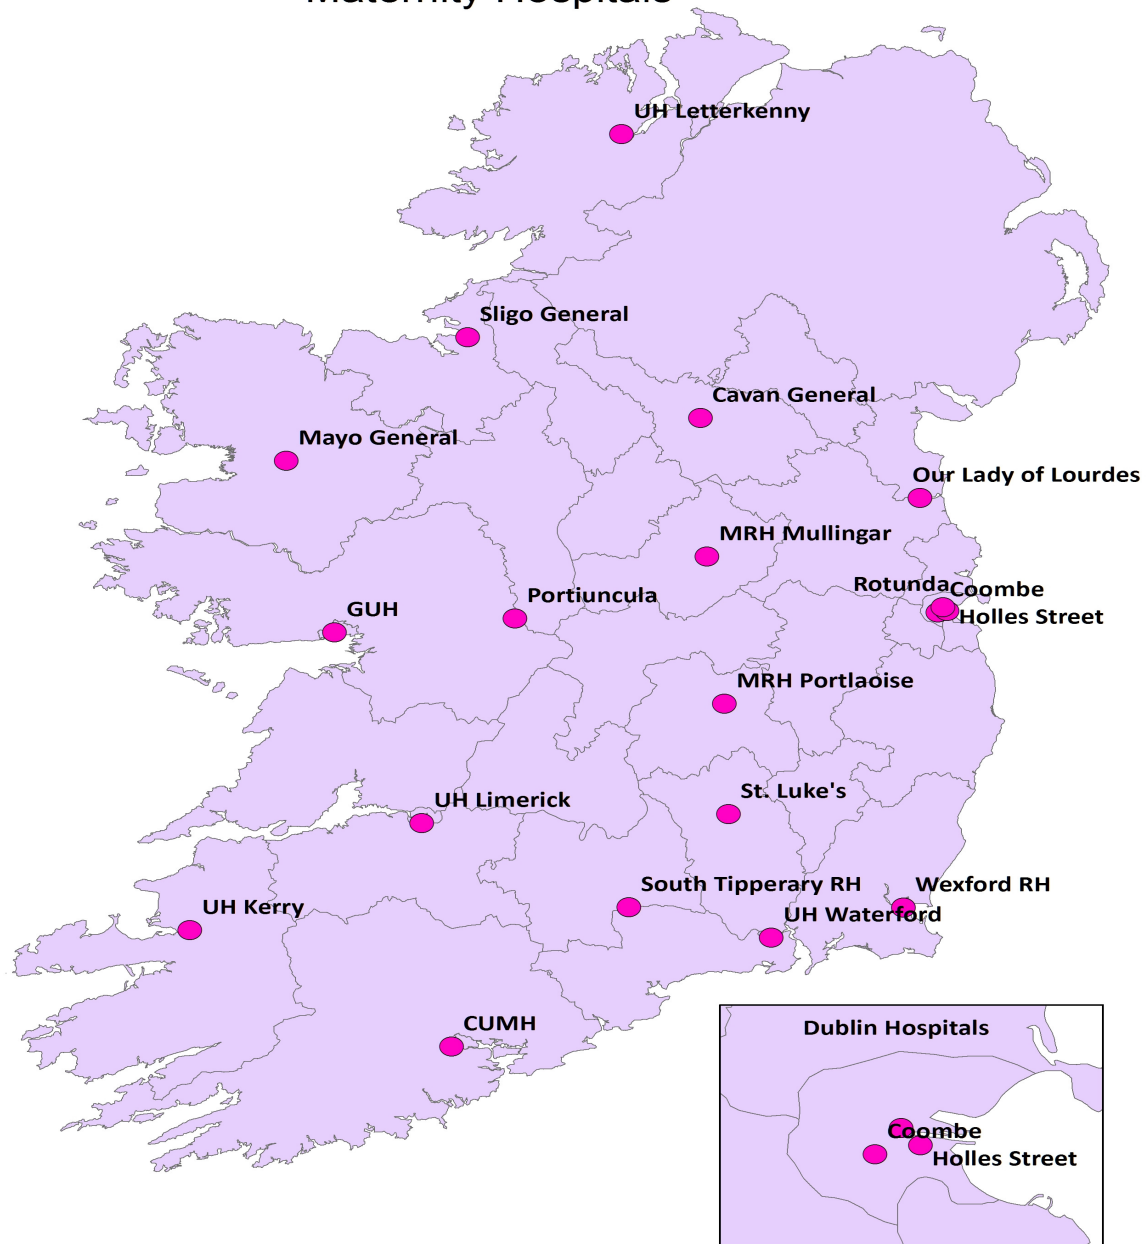 Maternity Hospitals
UH Letterkenny
Sligo General
Cavan General
Mayo General
Our Lady of Lourdes
MRH Mullingar
Rotunda
Coombe
Portiuncula
GUH
Holles Street
MRH Portlaoise
St. Luke's
UH Limerick
South Tipperary RH
Wexford RH
UH Kerry
UH Waterford
CUMH
Dublin Hospitals
Coombe
Holles Street